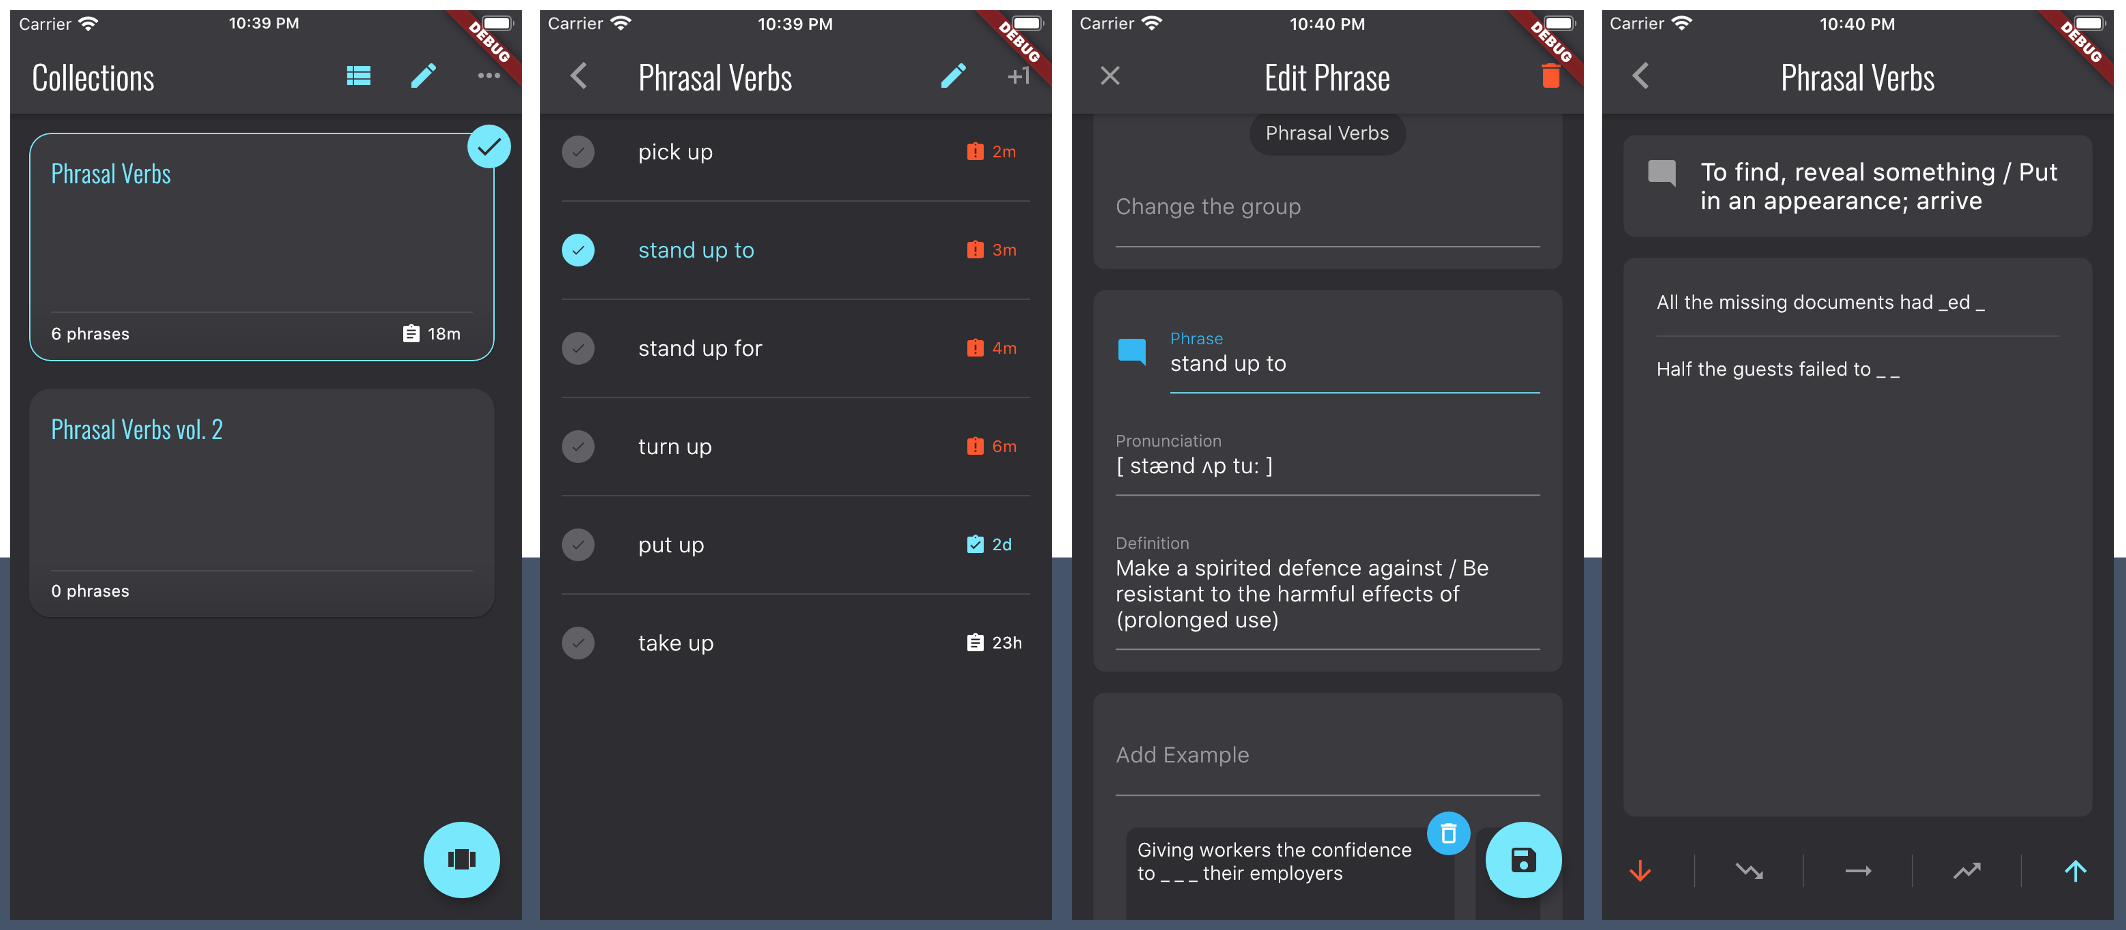 Carrier 10:39 PM
DEBUG
Collections
Phrasal Verbs
6 phrases 18m
Phrasal Verbs vol. 2
0 phrases
Carrier 10:39 PM
DEBUG
Phrasal Verbs +1
pick up 2m
stand up to 3m
stand up for 4m
turn up 6m
put up 2d
take up 23h
Carrier 10:40 PM
DEBUG
Edit Phrase
Phrasal Verbs
Change the group
Phrase
stand up to
Pronunciation
[ stænd ʌp tuː ]
Definition
Make a spirited defence against / Be
resistant to the harmful effects of
(prolonged use)
Add Example
Giving workers the confidence
to _ _ _ their employers
Carrier 10:40 PM
DEBUG
Phrasal Verbs
To find, reveal something / Put
in an appearance; arrive
All the missing documents had _ed _
Half the guests failed to _ _